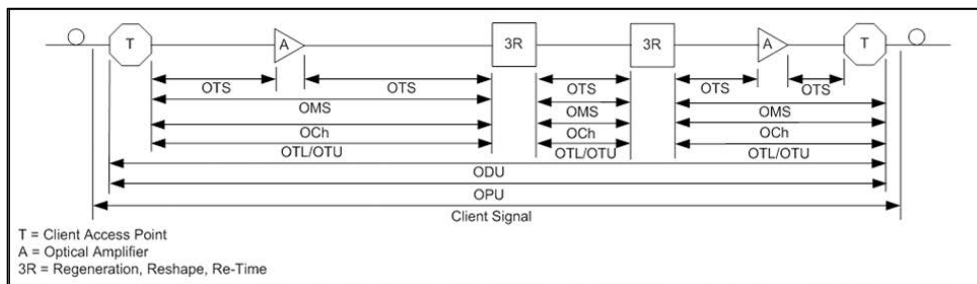 T A 3R 3R A T
OTS OTS OTS OTS OTS
OMS OMS OMS
OCh OCh OCh
OTL/OTU OTL/OTU OTL/OTU
ODU
OPU
Client Signal
T = Client Access Point
A = Optical Amplifier
3R = Regeneration, Reshape, Re-Time